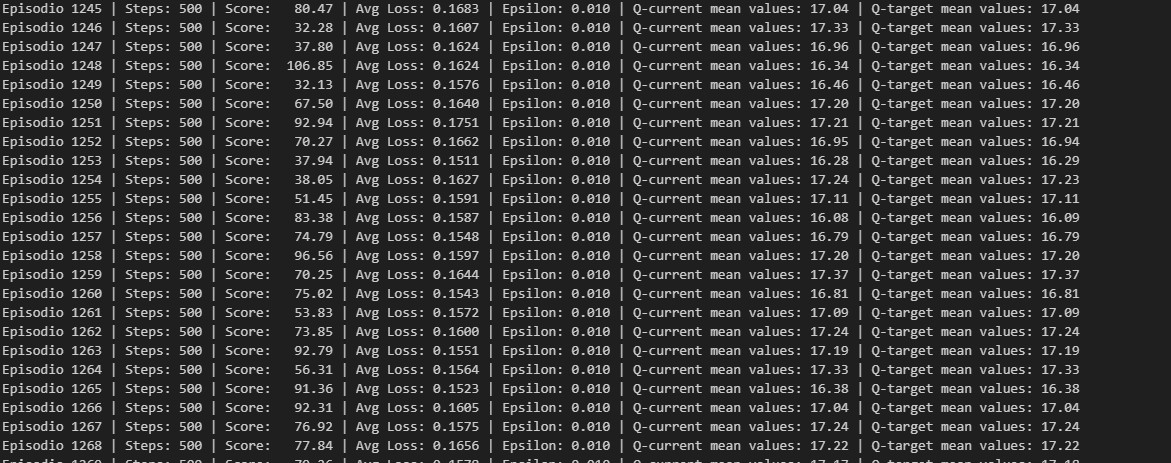 Episodio 1245 | Steps: 500 | Score:   80.47 | Avg Loss: 0.1683 | Epsilon: 0.010 | Q-current mean values: 17.04 | Q-target mean values: 17.04
Episodio 1246 | Steps: 500 | Score:   32.28 | Avg Loss: 0.1607 | Epsilon: 0.010 | Q-current mean values: 17.33 | Q-target mean values: 17.33
Episodio 1247 | Steps: 500 | Score:   37.80 | Avg Loss: 0.1624 | Epsilon: 0.010 | Q-current mean values: 16.96 | Q-target mean values: 16.96
Episodio 1248 | Steps: 500 | Score:  106.85 | Avg Loss: 0.1624 | Epsilon: 0.010 | Q-current mean values: 16.34 | Q-target mean values: 16.34
Episodio 1249 | Steps: 500 | Score:   32.13 | Avg Loss: 0.1576 | Epsilon: 0.010 | Q-current mean values: 16.46 | Q-target mean values: 16.46
Episodio 1250 | Steps: 500 | Score:   67.50 | Avg Loss: 0.1640 | Epsilon: 0.010 | Q-current mean values: 17.20 | Q-target mean values: 17.20
Episodio 1251 | Steps: 500 | Score:   92.94 | Avg Loss: 0.1751 | Epsilon: 0.010 | Q-current mean values: 17.21 | Q-target mean values: 17.21
Episodio 1252 | Steps: 500 | Score:   70.27 | Avg Loss: 0.1662 | Epsilon: 0.010 | Q-current mean values: 16.95 | Q-target mean values: 16.94
Episodio 1253 | Steps: 500 | Score:   37.94 | Avg Loss: 0.1511 | Epsilon: 0.010 | Q-current mean values: 16.28 | Q-target mean values: 16.29
Episodio 1254 | Steps: 500 | Score:   38.05 | Avg Loss: 0.1627 | Epsilon: 0.010 | Q-current mean values: 17.24 | Q-target mean values: 17.23
Episodio 1255 | Steps: 500 | Score:   51.45 | Avg Loss: 0.1591 | Epsilon: 0.010 | Q-current mean values: 17.11 | Q-target mean values: 17.11
Episodio 1256 | Steps: 500 | Score:   83.38 | Avg Loss: 0.1587 | Epsilon: 0.010 | Q-current mean values: 16.08 | Q-target mean values: 16.09
Episodio 1257 | Steps: 500 | Score:   74.79 | Avg Loss: 0.1548 | Epsilon: 0.010 | Q-current mean values: 16.79 | Q-target mean values: 16.79
Episodio 1258 | Steps: 500 | Score:   96.56 | Avg Loss: 0.1597 | Epsilon: 0.010 | Q-current mean values: 17.20 | Q-target mean values: 17.20
Episodio 1259 | Steps: 500 | Score:   70.25 | Avg Loss: 0.1644 | Epsilon: 0.010 | Q-current mean values: 17.37 | Q-target mean values: 17.37
Episodio 1260 | Steps: 500 | Score:   75.02 | Avg Loss: 0.1543 | Epsilon: 0.010 | Q-current mean values: 16.81 | Q-target mean values: 16.81
Episodio 1261 | Steps: 500 | Score:   53.83 | Avg Loss: 0.1572 | Epsilon: 0.010 | Q-current mean values: 17.09 | Q-target mean values: 17.09
Episodio 1262 | Steps: 500 | Score:   73.85 | Avg Loss: 0.1600 | Epsilon: 0.010 | Q-current mean values: 17.24 | Q-target mean values: 17.24
Episodio 1263 | Steps: 500 | Score:   92.79 | Avg Loss: 0.1551 | Epsilon: 0.010 | Q-current mean values: 17.19 | Q-target mean values: 17.19
Episodio 1264 | Steps: 500 | Score:   56.31 | Avg Loss: 0.1564 | Epsilon: 0.010 | Q-current mean values: 17.33 | Q-target mean values: 17.33
Episodio 1265 | Steps: 500 | Score:   91.36 | Avg Loss: 0.1523 | Epsilon: 0.010 | Q-current mean values: 16.38 | Q-target mean values: 16.38
Episodio 1266 | Steps: 500 | Score:   92.31 | Avg Loss: 0.1605 | Epsilon: 0.010 | Q-current mean values: 17.04 | Q-target mean values: 17.04
Episodio 1267 | Steps: 500 | Score:   76.92 | Avg Loss: 0.1575 | Epsilon: 0.010 | Q-current mean values: 17.24 | Q-target mean values: 17.24
Episodio 1268 | Steps: 500 | Score:   77.84 | Avg Loss: 0.1656 | Epsilon: 0.010 | Q-current mean values: 17.22 | Q-target mean values: 17.22